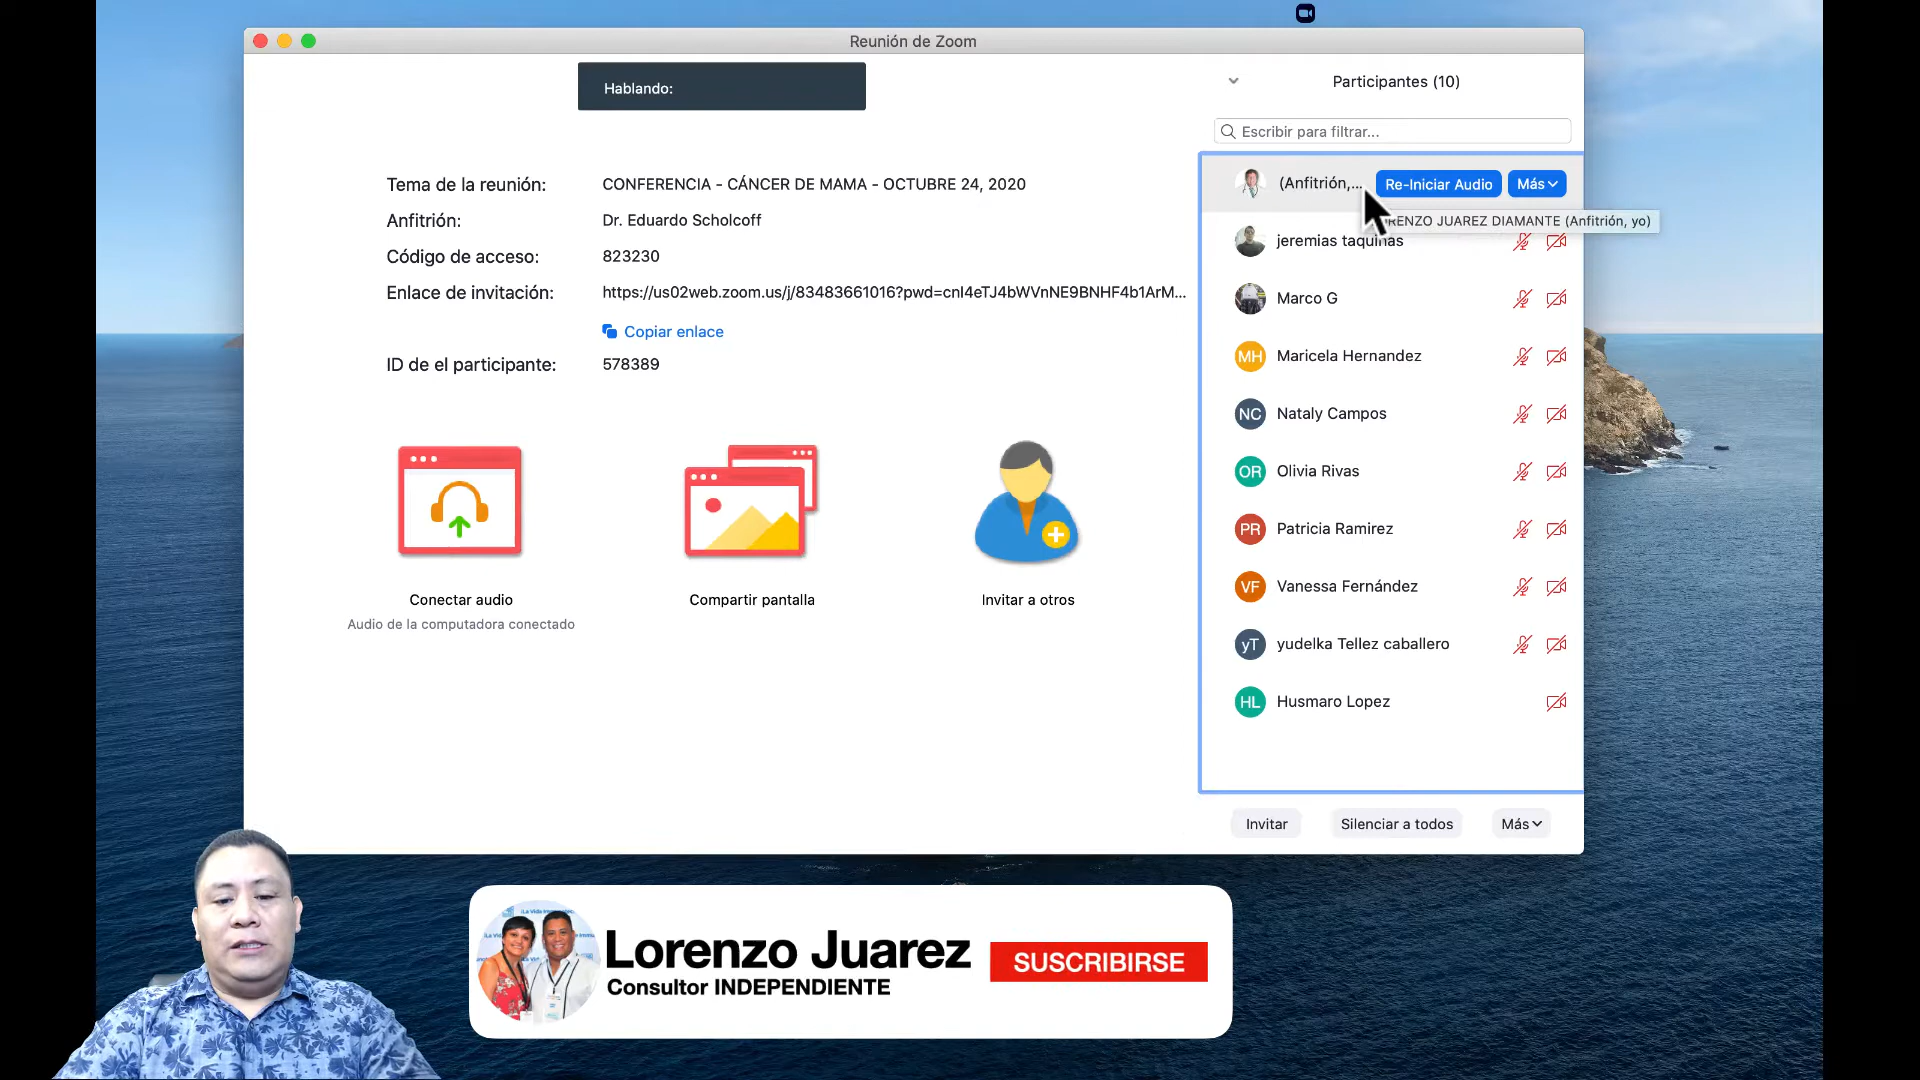 Reunión de Zoom
Hablando:
Participantes (10)
Escribir para filtrar...
Tema de la reunión: CONFERENCIA - CÁNCER DE MAMA - OCTUBRE 24, 2020
Anfitrión: Dr. Eduardo Scholcoff
Código de acceso: 823230
Enlace de invitación: https://us02web.zoom.us/j/83483661016?pwd=cnI4eTJ4bWVnNE9BNHF4b1ArM...
Copiar enlace
ID de el participante: 578389
Conectar audio
Audio de la computadora conectado
Compartir pantalla
Invitar a otros
(Anfitrión,... Re-Iniciar Audio Más
RENZO JUAREZ DIAMANTE (Anfitrión, yo)
jeremias taquinas
Marco G
MH Maricela Hernandez
NC Nataly Campos
OR Olivia Rivas
PR Patricia Ramirez
VF Vanessa Fernández
yT yudelka Tellez caballero
HL Husmaro Lopez
Invitar Silenciar a todos Más
Lorenzo Juarez
Consultor INDEPENDIENTE
SUSCRIBIRSE